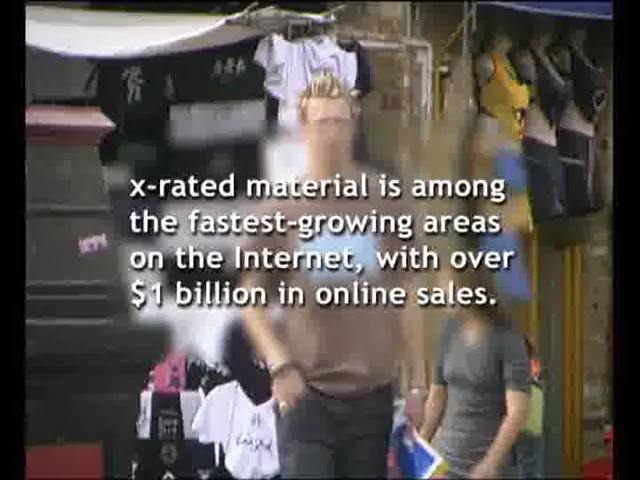 x-rated material is among
the fastest-growing areas
on the Internet, with over
$1 billion in online sales.